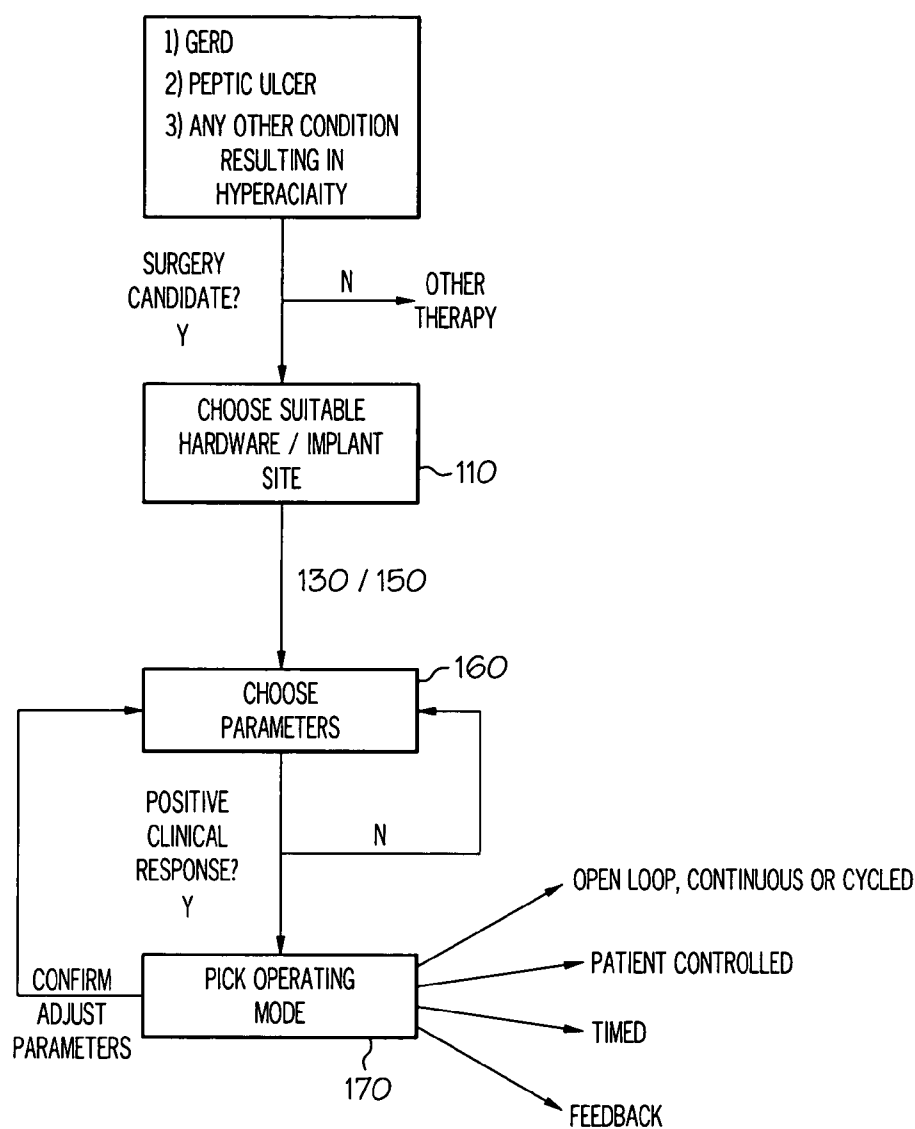 1) GERD
2) PEPTIC ULCER
3) ANY OTHER CONDITION
RESULTING IN
HYPERACIAITY
SURGERY
CANDIDATE?
Y
N
OTHER
THERAPY
CHOOSE SUITABLE
HARDWARE / IMPLANT
SITE
110
130 / 150
160
CHOOSE
PARAMETERS
POSITIVE
CLINICAL
RESPONSE?
Y
N
OPEN LOOP, CONTINUOUS OR CYCLED
PATIENT CONTROLLED
TIMED
FEEDBACK
PICK OPERATING
MODE
170
CONFIRM
ADJUST
PARAMETERS